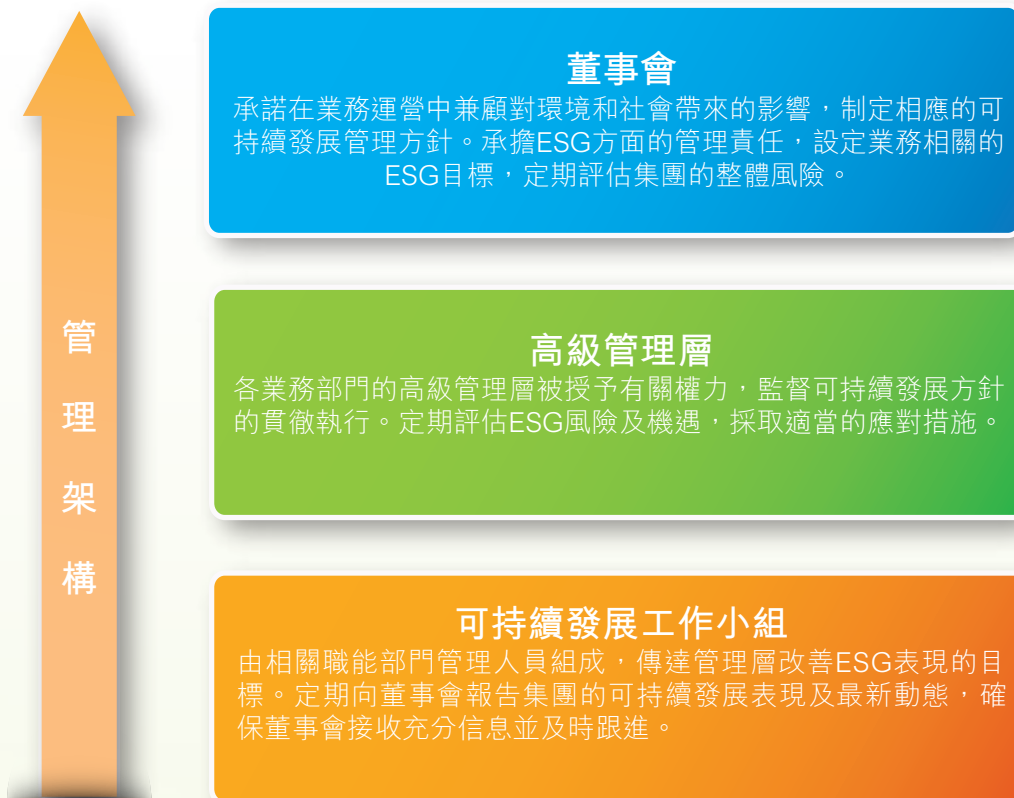 管
理
架
構
董事會
承諾在業務運營中兼顧對環境和社會帶來的影響，制定相應的可
持續發展管理方針。承擔ESG方面的管理責任，設定業務相關的
ESG目標，定期評估集團的整體風險。
高級管理層
各業務部門的高級管理層被授予有關權力，監督可持續發展方針
的貫徹執行。定期評估ESG風險及機遇，採取適當的應對措施。
可持續發展工作小組
由相關職能部門管理人員組成，傳達管理層改善ESG表現的目
標。定期向董事會報告集團的可持續發展表現及最新動態，確
保董事會接收充分信息並及時跟進。